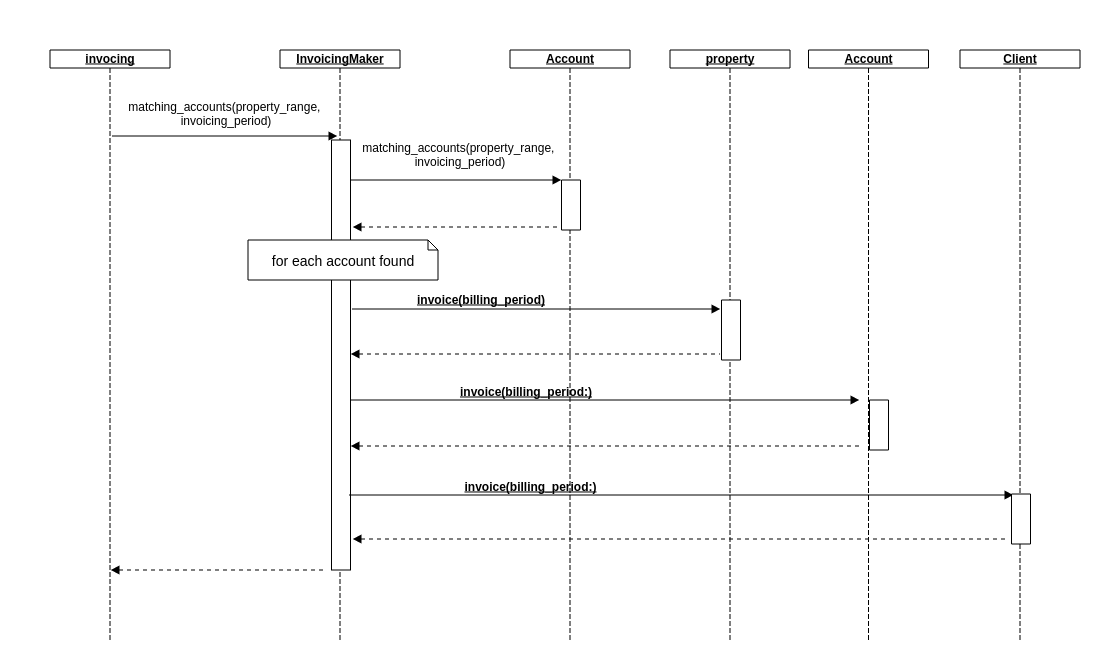 invocing
InvoicingMaker
Account
property
Account
Client
matching_accounts(property_range,
invoicing_period)
matching_accounts(property_range,
invoicing_period)
for each account found
invoice(billing_period)
invoice(billing_period:)
invoice(billing_period:)